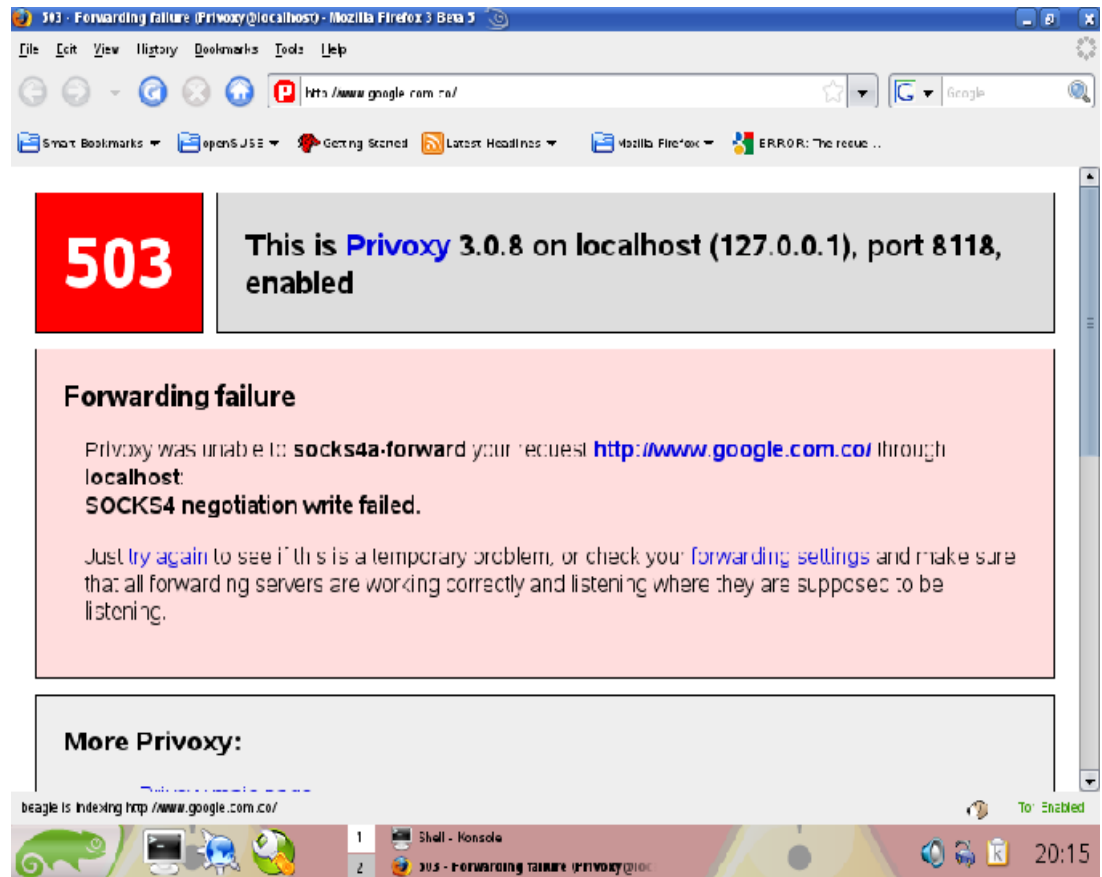 503 - Forwarding failure (Privoxy@localhost) - Mozilla Firefox 3 Beta 5
File Edit View History Bookmarks Tools Help
http://www.google.com.co/
Google
Smart Bookmarks openSUSE Getting Started Latest Headlines Mozilla Firefox ERROR: The reque...
503
This is Privoxy 3.0.8 on localhost (127.0.0.1), port 8118,
enabled
Forwarding failure
Privoxy was unable to socks4a-forward your request http://www.google.com.co/ through
localhost:
SOCKS4 negotiation write failed.
Just try again to see if this is a temporary problem, or check your forwarding settings and make sure
that all forwarding servers are working correctly and listening where they are supposed to be
listening.
More Privoxy:
beagle is indexing http://www.google.com.co/
Tor Enabled
1
Shell - Konsole
2
503 - Forwarding failure (Privoxy@loc
20:15